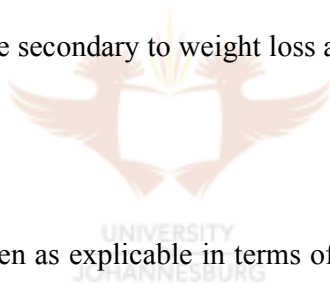 e secondary to weight loss a
UNIVERSITY
en as explicable in terms of
JOHANNESBURG